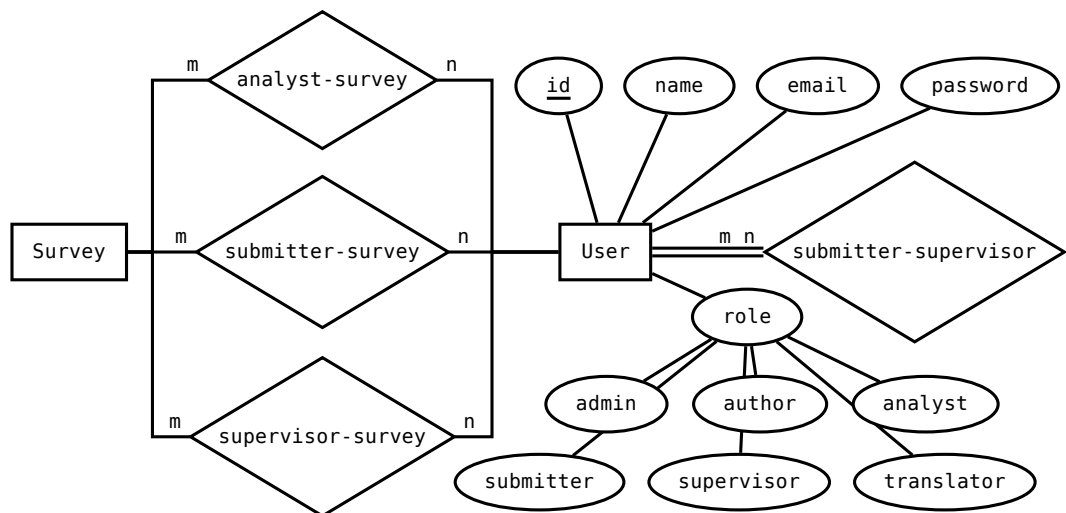 m
analyst-survey
n
id
name
email
password
Survey
m
submitter-survey
n
User
m n
submitter-supervisor
role
admin
author
analyst
m
supervisor-survey
n
submitter
supervisor
translator